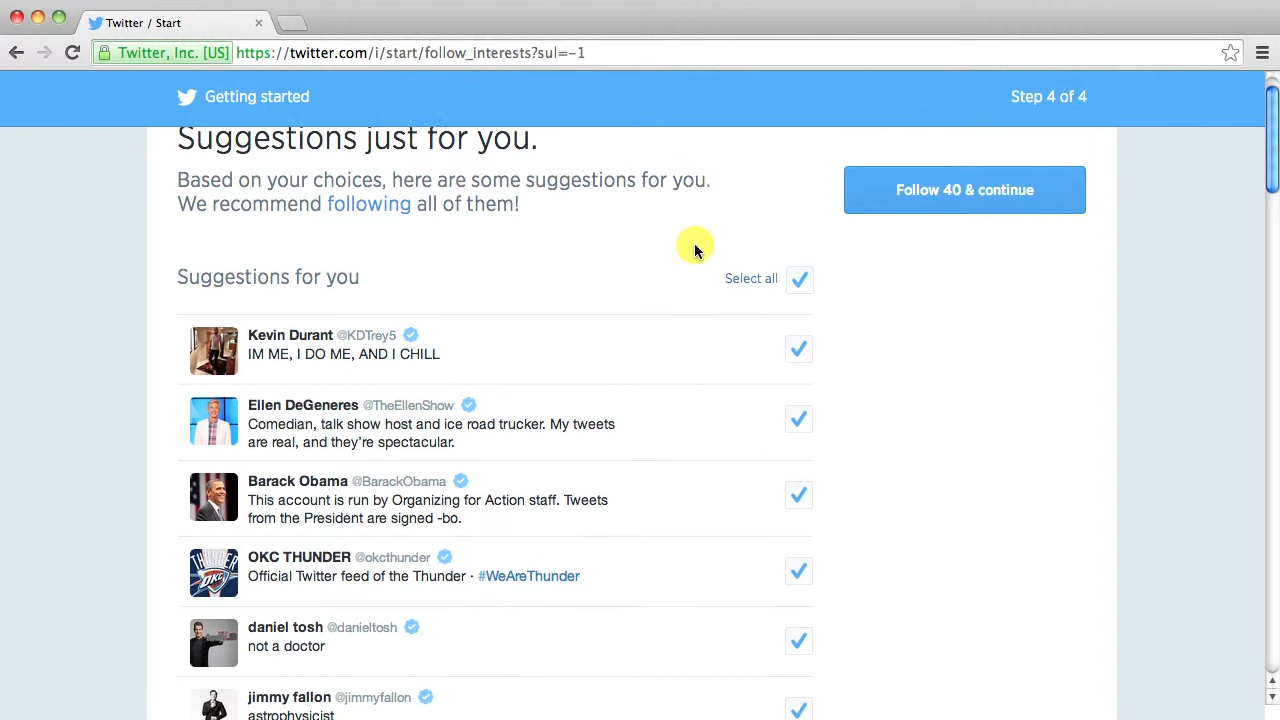 Twitter / Start
Twitter, Inc. [US] https://twitter.com/i/start/follow_interests?sul=-1
Getting started
Step 4 of 4
Suggestions just for you.
Based on your choices, here are some suggestions for you.
We recommend following all of them!
Follow 40 & continue
Suggestions for you
Select all
Kevin Durant @KDTrey5
IM ME, I DO ME, AND I CHILL
Ellen DeGeneres @TheEllenShow
Comedian, talk show host and ice road trucker. My tweets
are real, and they're spectacular.
Barack Obama @BarackObama
This account is run by Organizing for Action staff. Tweets
from the President are signed -bo.
OKC THUNDER @okcthunder
Official Twitter feed of the Thunder · #WeAreThunder
daniel tosh @danieltosh
not a doctor
jimmy fallon @jimmyfallon
astrophysicist